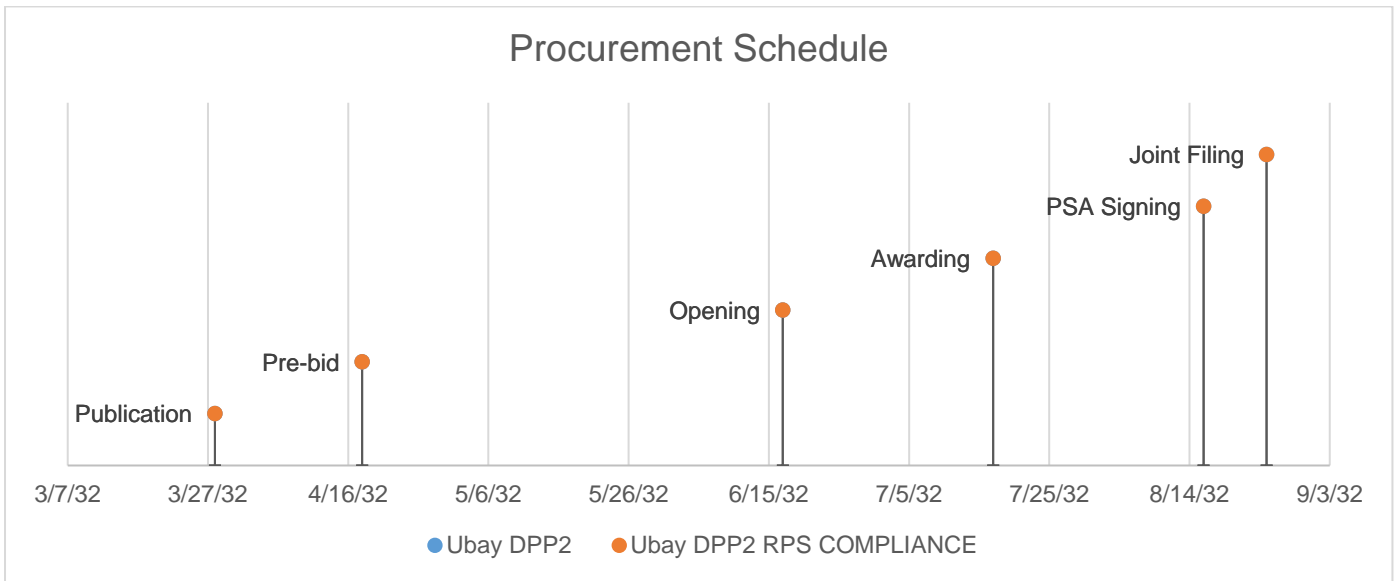 Procurement Schedule
Joint Filing
PSA Signing
Awarding
Opening
Pre-bid
Publication
3/7/32 3/27/32 4/16/32 5/6/32 5/26/32 6/15/32 7/5/32 7/25/32 8/14/32 9/3/32
Ubay DPP2 Ubay DPP2 RPS COMPLIANCE